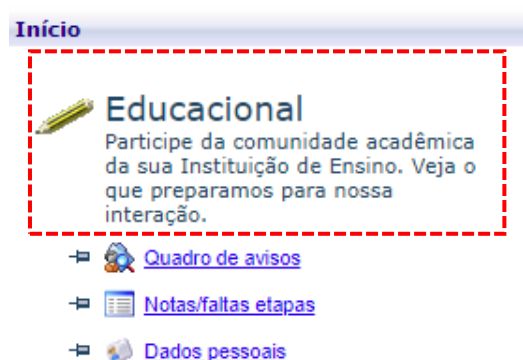 Início
Educacional
Participe da comunidade acadêmica
da sua Instituição de Ensino. Veja o
que preparamos para nossa
interação.
Quadro de avisos
Notas/faltas etapas
Dados pessoais